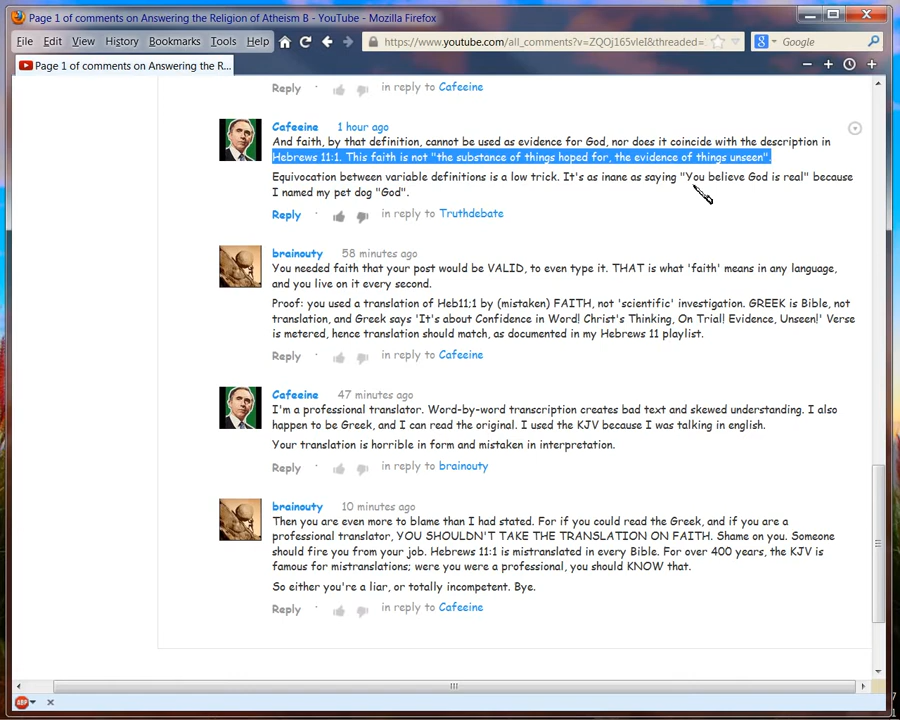 Page 1 of comments on Answering the Religion of Atheism B - YouTube - Mozilla Firefox
File Edit View History Bookmarks Tools Help
https://www.youtube.com/all_comments?v=ZQOj165vIeI&threaded=
Google
Page 1 of comments on Answering the R...
Reply · in reply to Cafeeine
Cafeeine 1 hour ago
And faith, by that definition, cannot be used as evidence for God, nor does it coincide with the description in
Hebrews 11:1. This faith is not "the substance of things hoped for, the evidence of things unseen".
Equivocation between variable definitions is a low trick. It's as inane as saying "You believe God is real" because
I named my pet dog "God".
Reply · in reply to Truthdebate
brainouty 58 minutes ago
You needed faith that your post would be VALID, to even type it. THAT is what 'faith' means in any language,
and you live on it every second.
Proof: you used a translation of Heb11;1 by (mistaken) FAITH, not 'scientific' investigation. GREEK is Bible, not
translation, and Greek says 'It's about Confidence in Word! Christ's Thinking, On Trial! Evidence, Unseen!' Verse
is metered, hence translation should match, as documented in my Hebrews 11 playlist.
Reply · in reply to Cafeeine
Cafeeine 47 minutes ago
I'm a professional translator. Word-by-word transcription creates bad text and skewed understanding. I also
happen to be Greek, and I can read the original. I used the KJV because I was talking in english.
Your translation is horrible in form and mistaken in interpretation.
Reply · in reply to brainouty
brainouty 10 minutes ago
Then you are even more to blame than I had stated. For if you could read the Greek, and if you are a
professional translator, YOU SHOULDN'T TAKE THE TRANSLATION ON FAITH. Shame on you. Someone
should fire you from your job. Hebrews 11:1 is mistranslated in every Bible. For over 400 years, the KJV is
famous for mistranslations; were you were a professional, you should KNOW that.
So either you're a liar, or totally incompetent. Bye.
Reply · in reply to Cafeeine
ABP